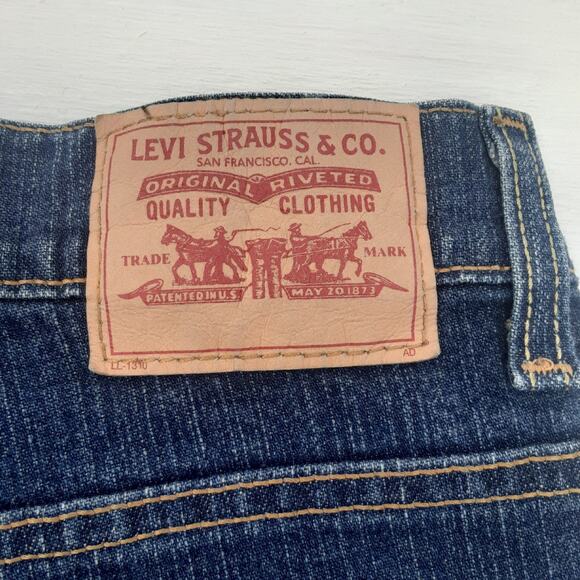 LEVI STRAUSS & CO.
SAN FRANCISCO. CAL.
ORIGINAL RIVETED
QUALITY CLOTHING
TRADE MARK
PATENTED IN U.S. MAY 20 1873
LL-1310 AD